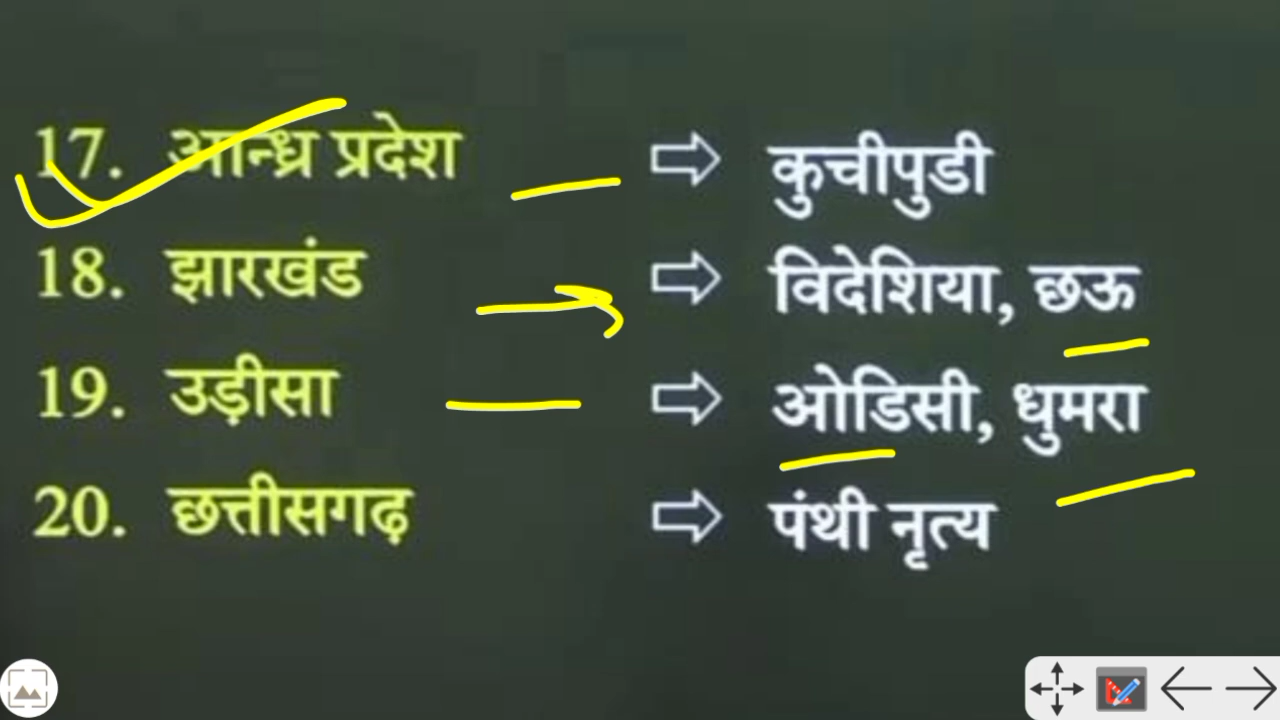 17. आन्ध्र प्रदेश ⇨ कुचीपुडी
18. झारखंड ⇨ विदेशिया, छऊ
19. उड़ीसा ⇨ ओडिसी, धुमरा
20. छत्तीसगढ़ ⇨ पंथी नृत्य